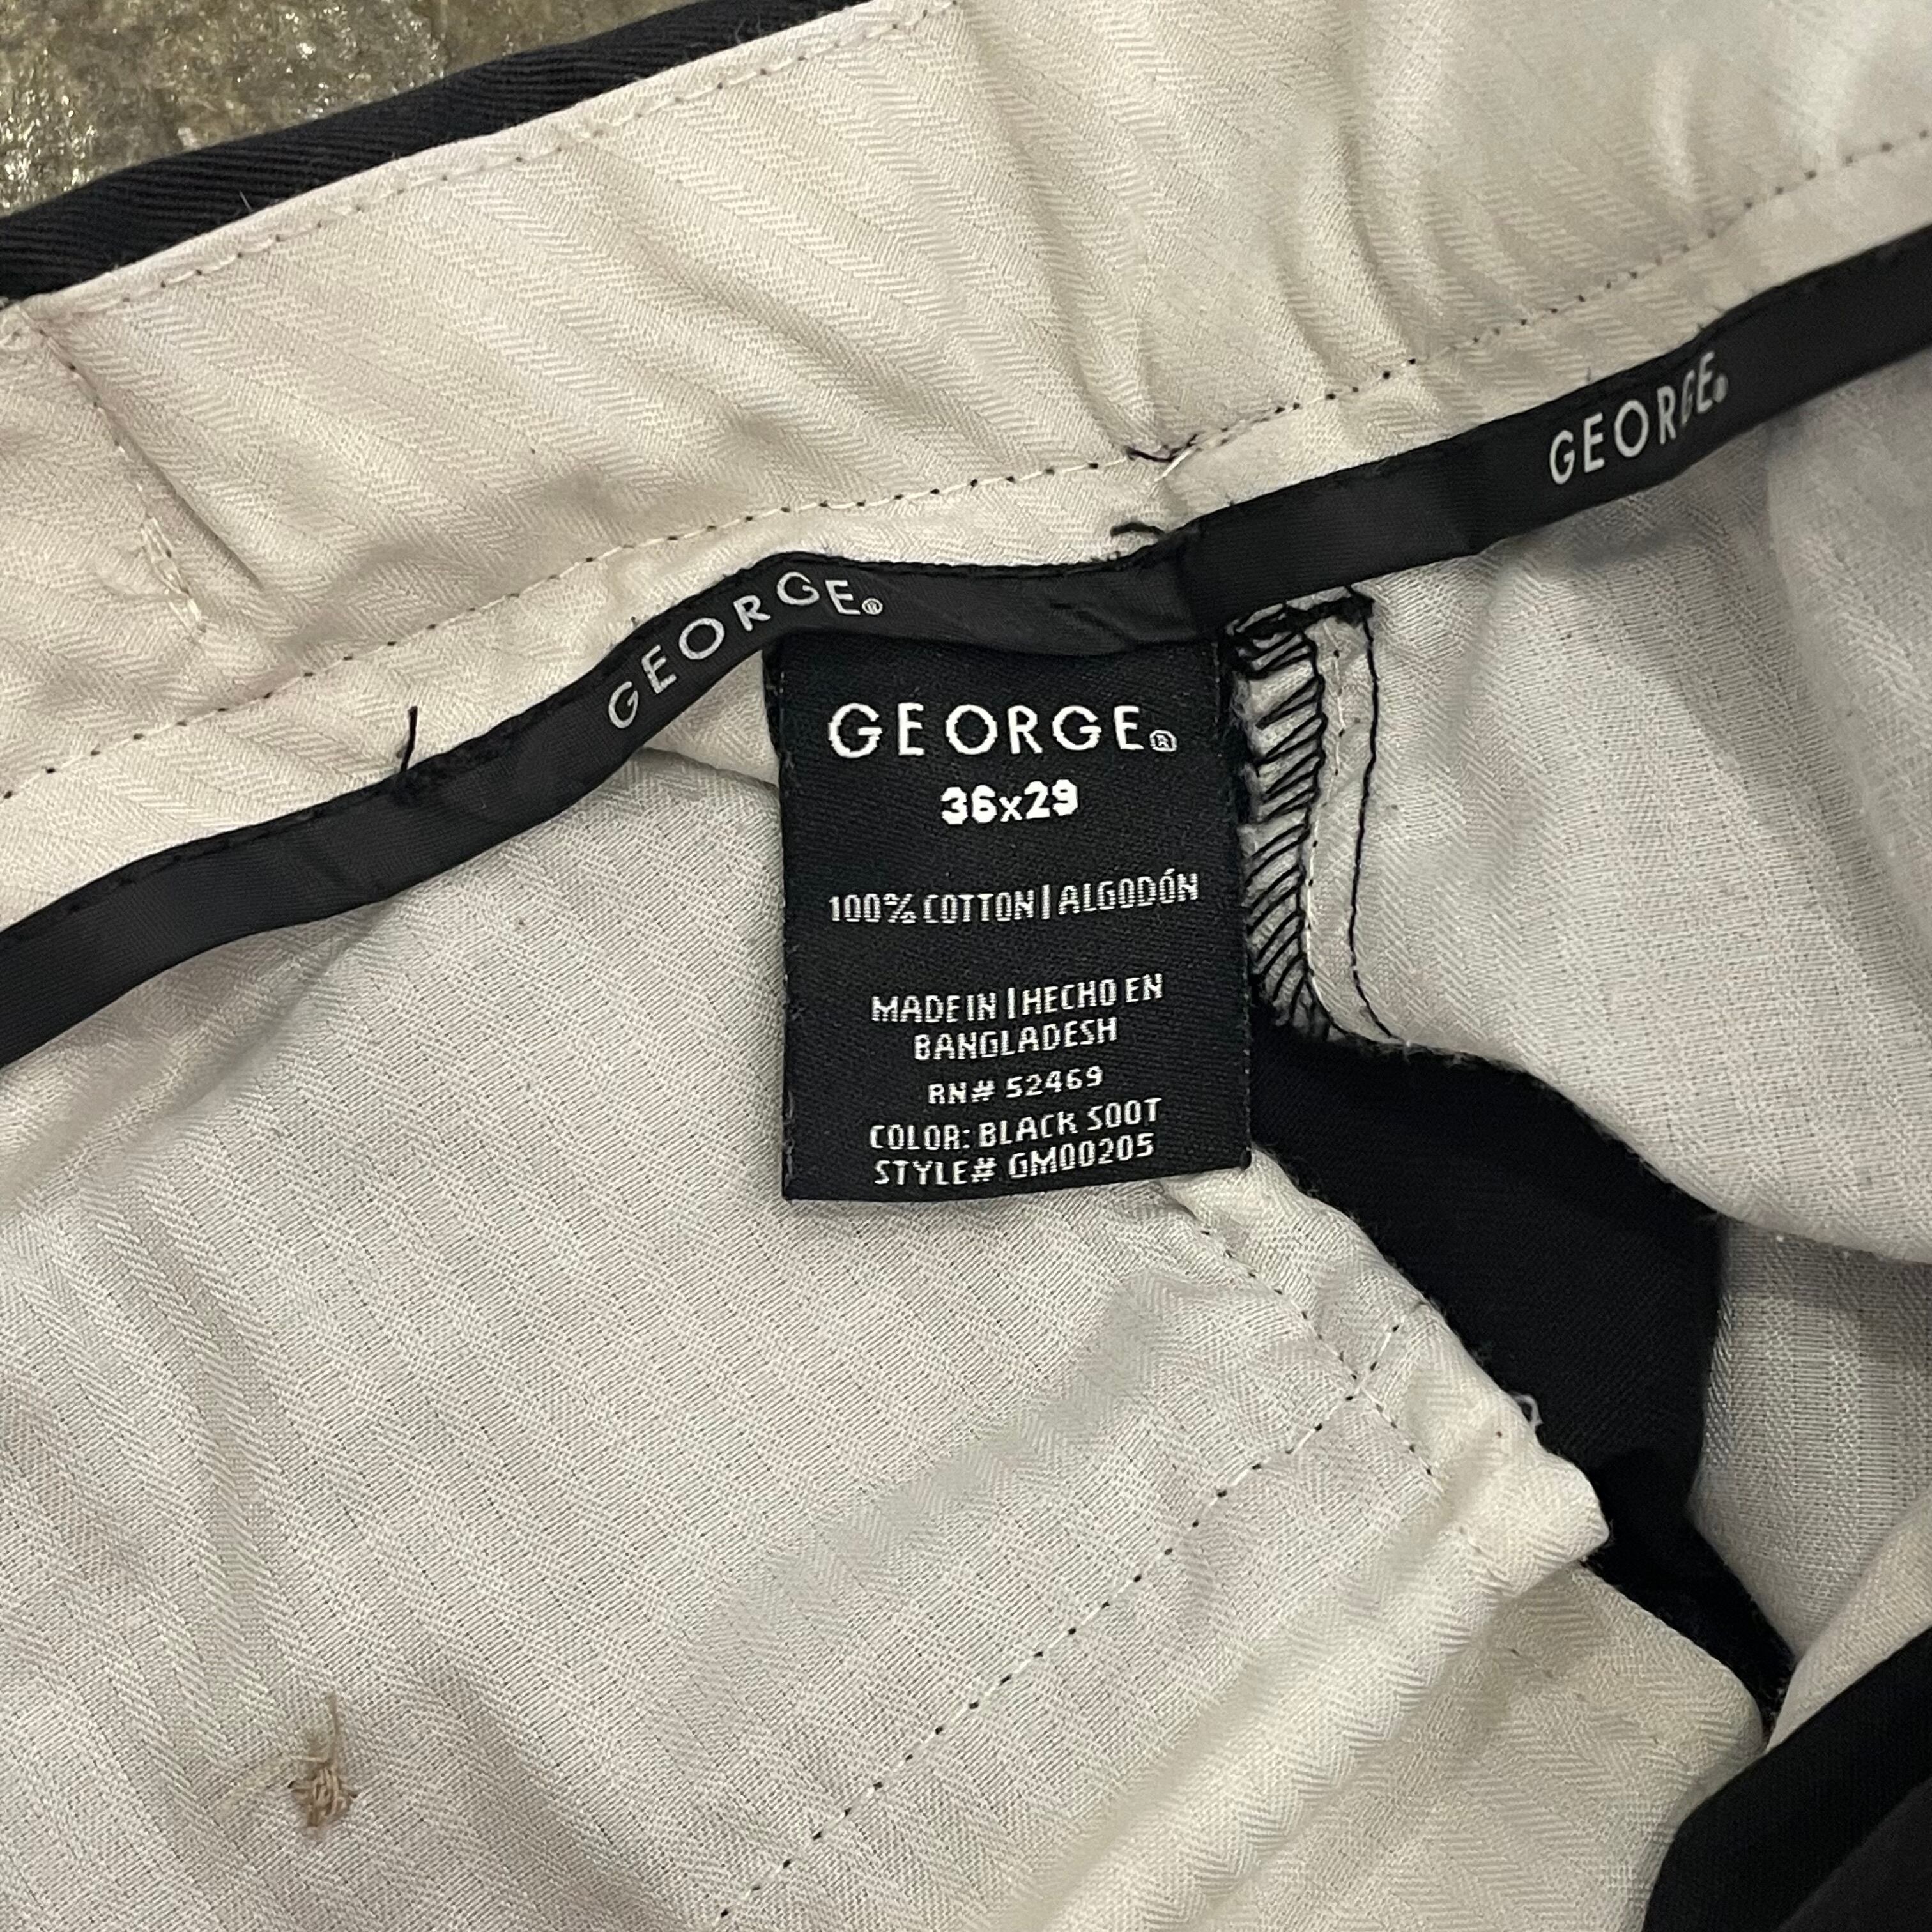 GEORGE®
GEORGE®
GEORGE®
36x29
100% COTTON | ALGODÓN
MADE IN | HECHO EN
BANGLADESH
RN# 52469
COLOR: BLACK SOOT
STYLE# GM00205